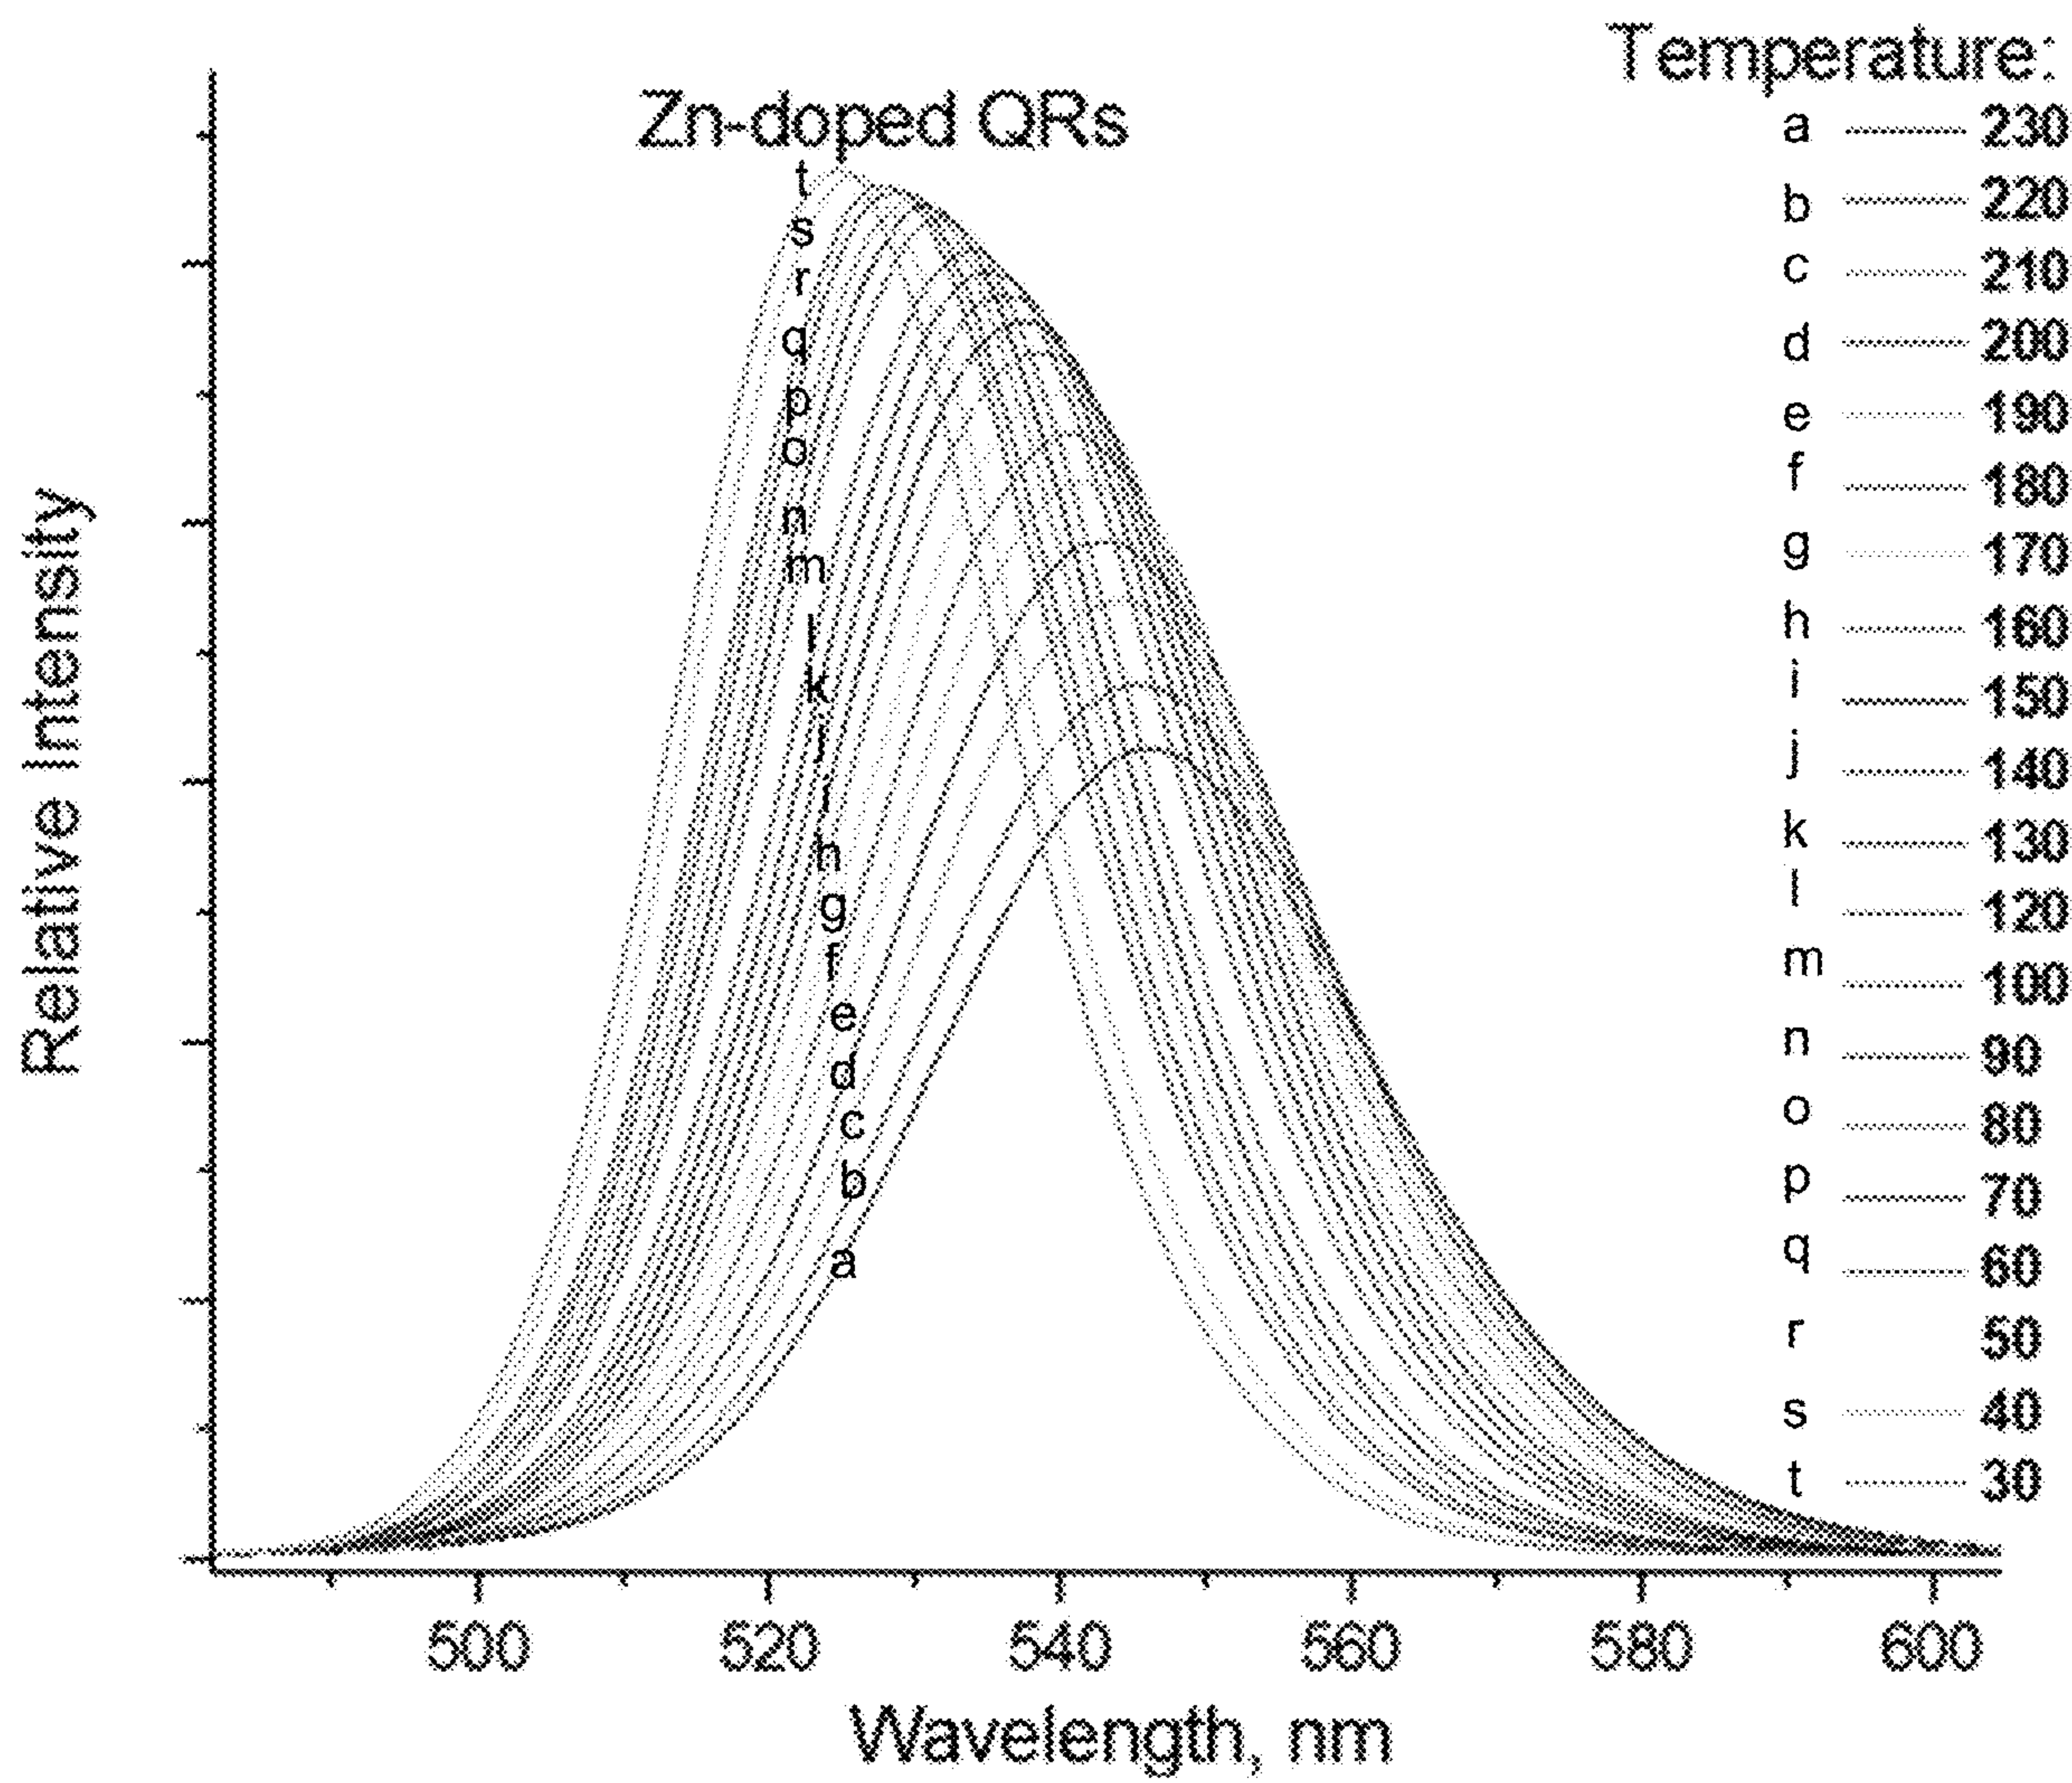 Temperature:
Zn-doped QRs
a 230
b 220
c 210
d 200
e 190
f 180
g 170
h 160
i 150
j 140
k 130
l 120
m 100
n 90
o 80
p 70
q 60
r 50
s 40
t 30
t
s
r
q
p
o
n
m
l
k
j
i
h
g
f
e
d
c
b
a
Relative Intensity
500 520 540 560 580 600
Wavelength, nm